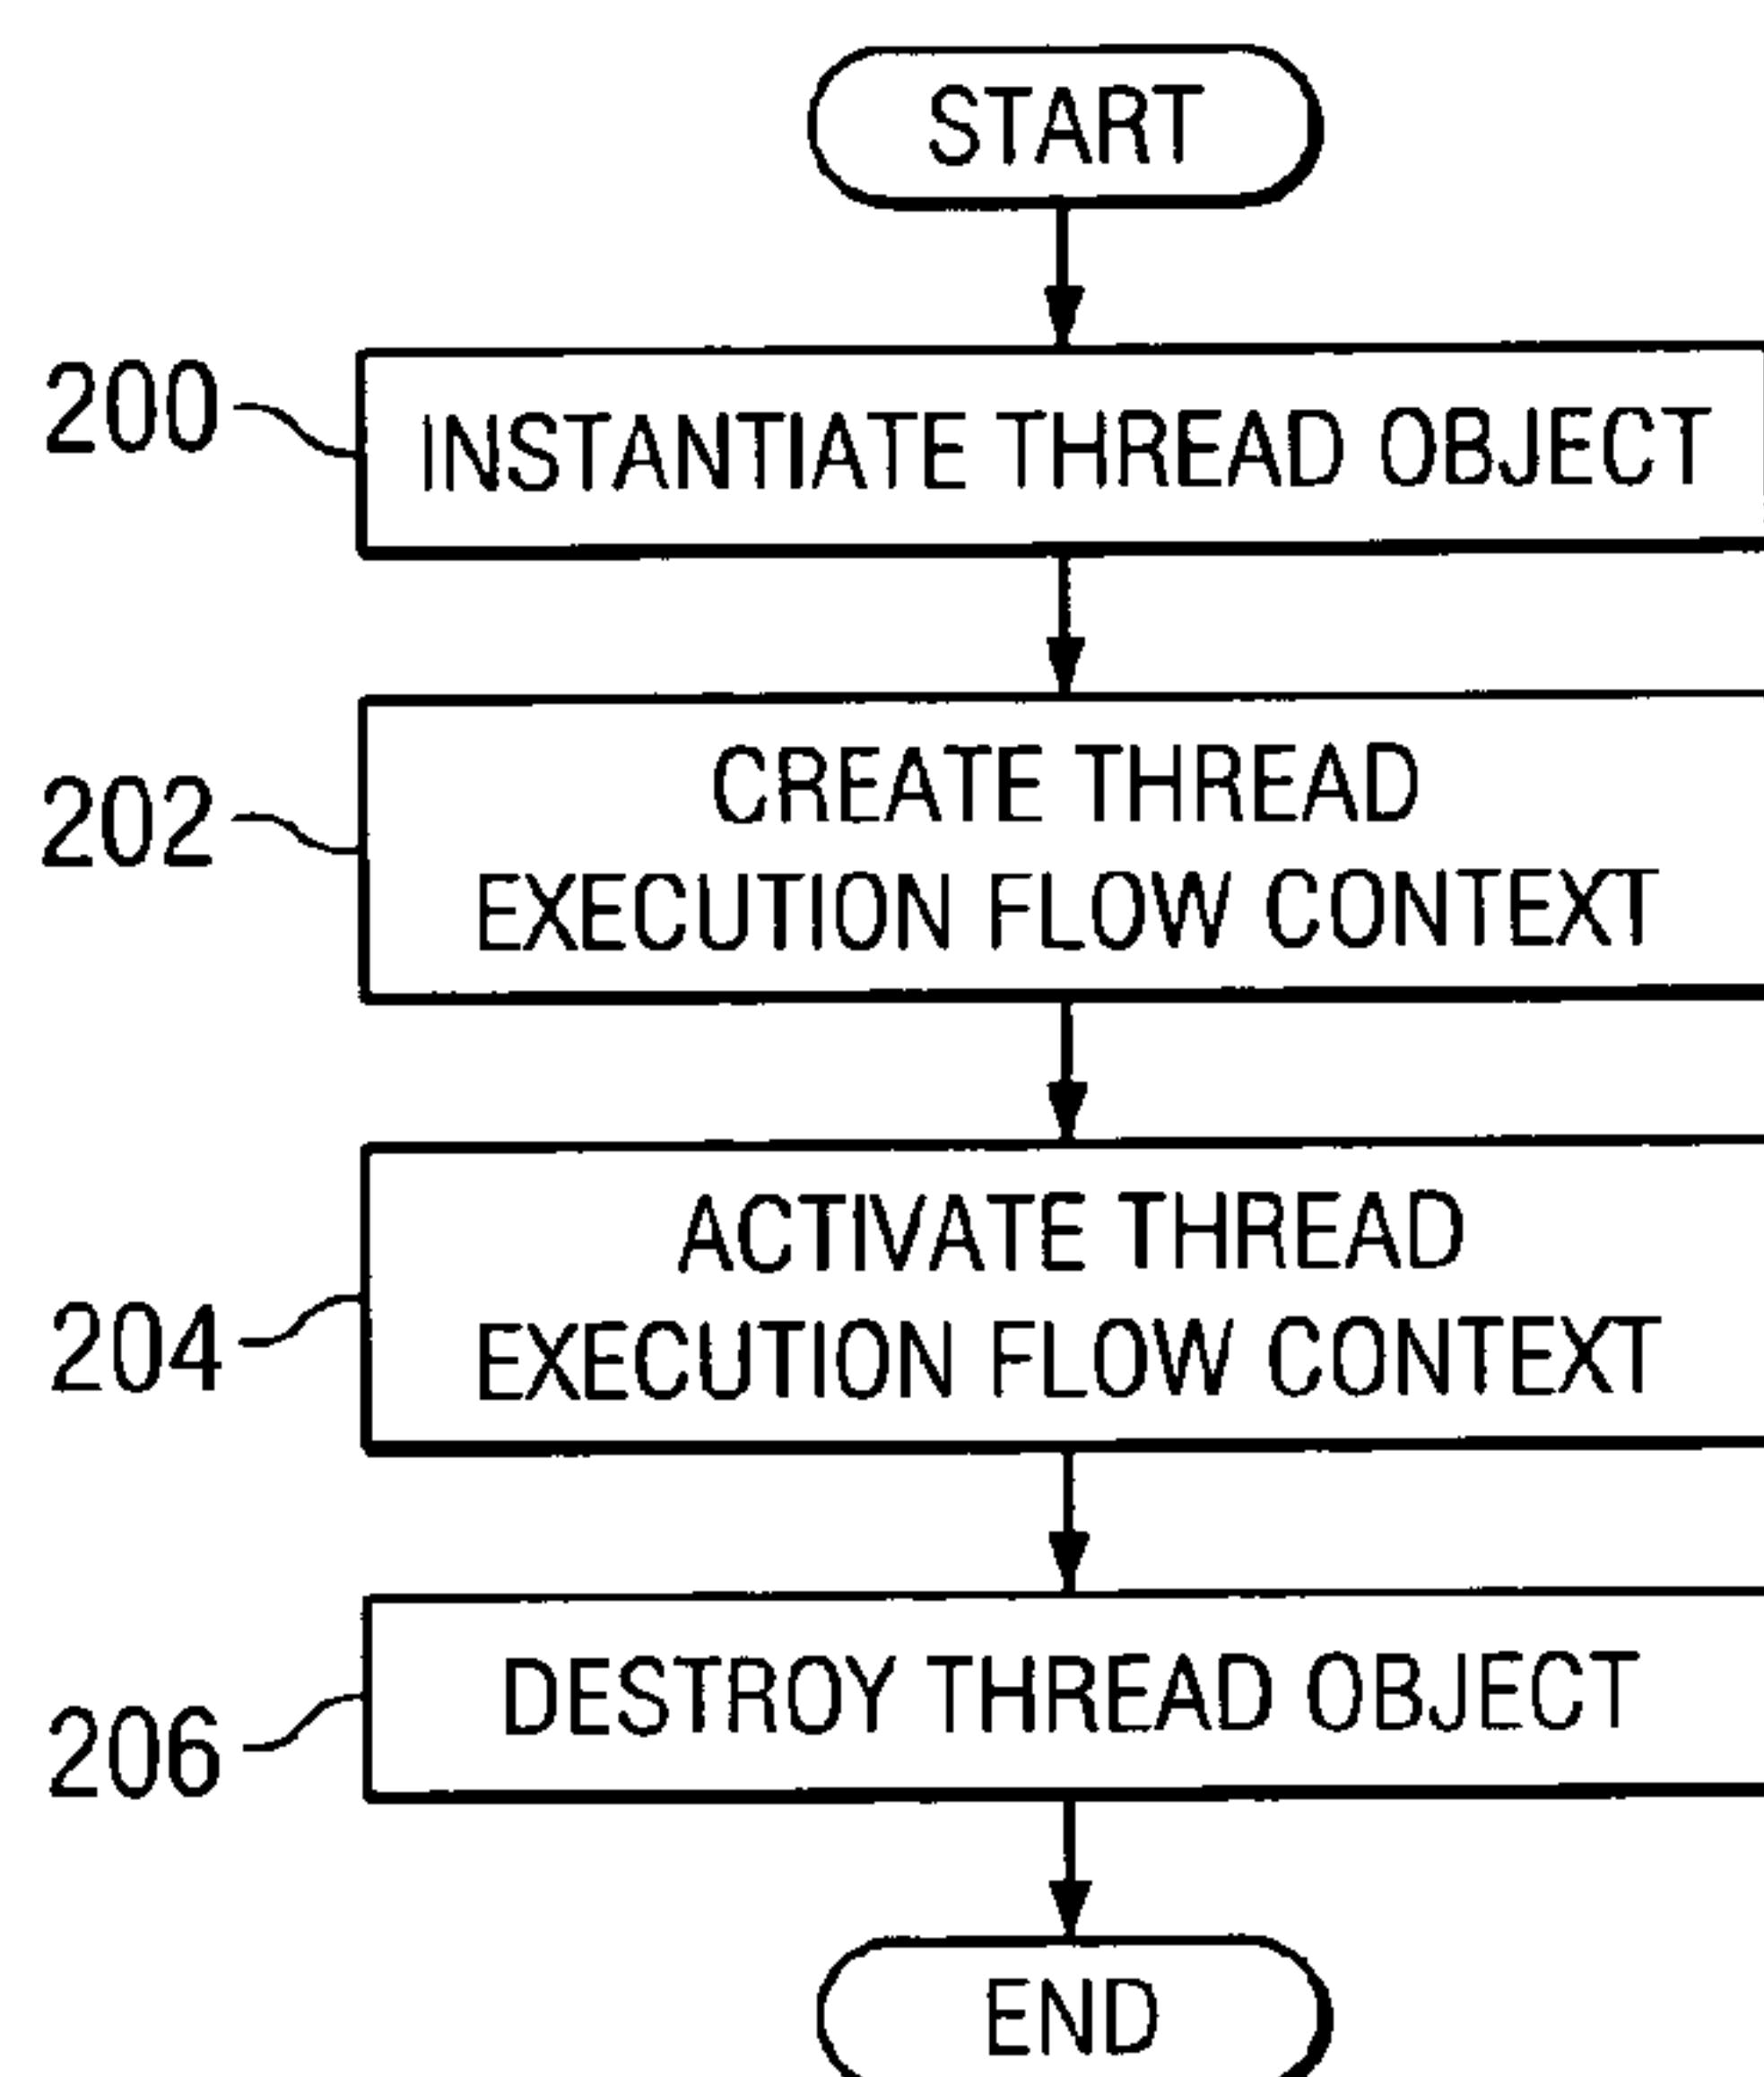 START
200
INSTANTIATE THREAD OBJECT
202
CREATE THREAD
EXECUTION FLOW CONTEXT
204
ACTIVATE THREAD
EXECUTION FLOW CONTEXT
206
DESTROY THREAD OBJECT
END